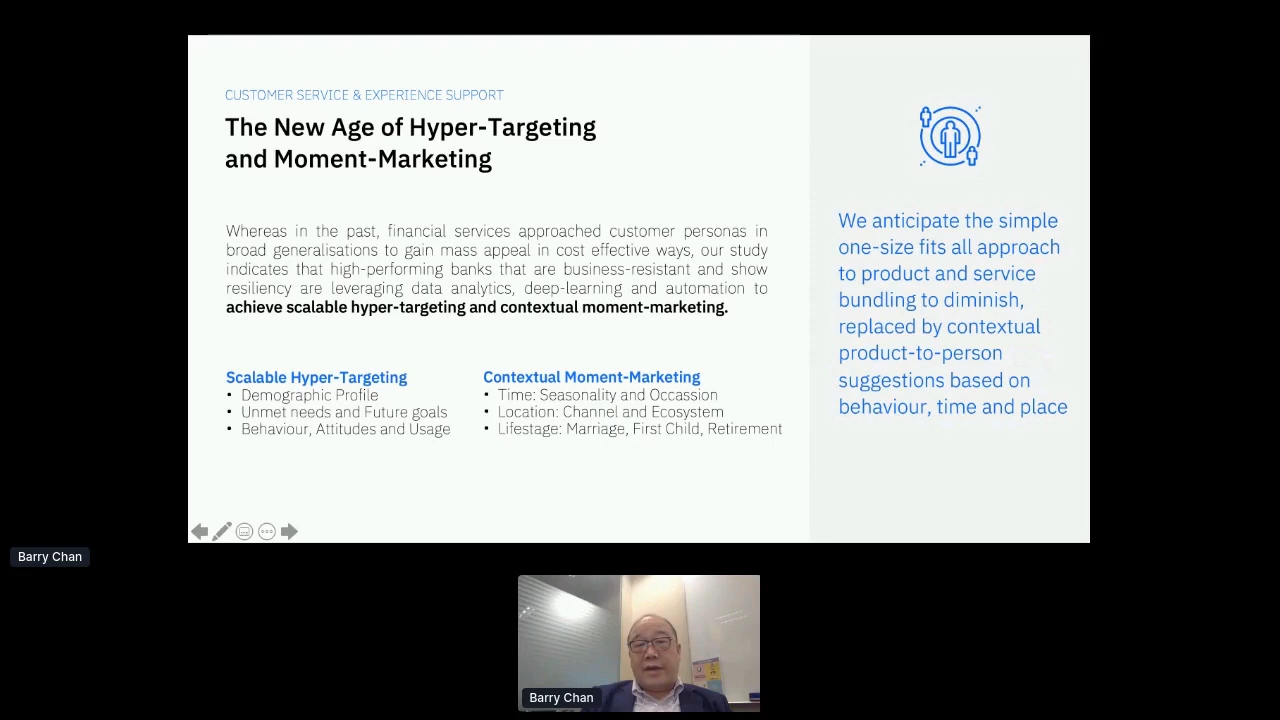 CUSTOMER SERVICE & EXPERIENCE SUPPORT
The New Age of Hyper-Targeting
and Moment-Marketing
Whereas in the past, financial services approached customer personas in
broad generalisations to gain mass appeal in cost effective ways, our study
indicates that high-performing banks that are business-resistant and show
resiliency are leveraging data analytics, deep-learning and automation to
achieve scalable hyper-targeting and contextual moment-marketing.
Scalable Hyper-Targeting
• Demographic Profile
• Unmet needs and Future goals
• Behaviour, Attitudes and Usage
Contextual Moment-Marketing
• Time: Seasonality and Occassion
• Location: Channel and Ecosystem
• Lifestage: Marriage, First Child, Retirement
We anticipate the simple
one-size fits all approach
to product and service
bundling to diminish,
replaced by contextual
product-to-person
suggestions based on
behaviour, time and place
Barry Chan
Barry Chan